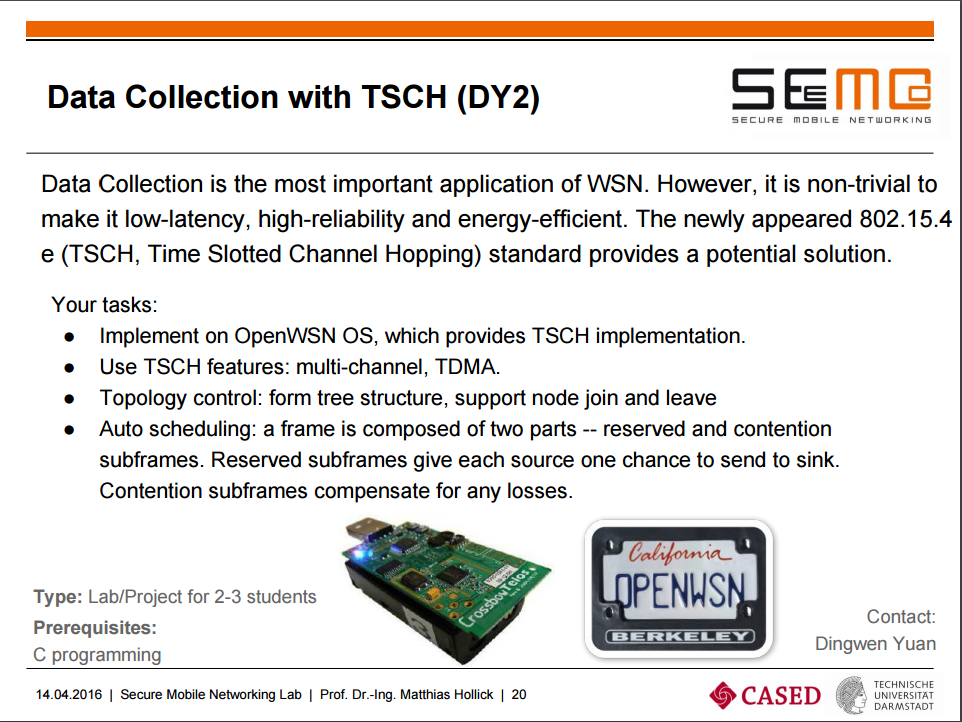 Data Collection with TSCH (DY2)
SEEMOO
SECURE MOBILE NETWORKING
Data Collection is the most important application of WSN. However, it is non-trivial to
make it low-latency, high-reliability and energy-efficient. The newly appeared 802.15.4
e (TSCH, Time Slotted Channel Hopping) standard provides a potential solution.
Your tasks:
● Implement on OpenWSN OS, which provides TSCH implementation.
● Use TSCH features: multi-channel, TDMA.
● Topology control: form tree structure, support node join and leave
● Auto scheduling: a frame is composed of two parts -- reserved and contention
subframes. Reserved subframes give each source one chance to send to sink.
Contention subframes compensate for any losses.
Crossbow Telos
California
OPENWSN
BERKELEY
Type: Lab/Project for 2-3 students
Prerequisites:
C programming
Contact:
Dingwen Yuan
14.04.2016 | Secure Mobile Networking Lab | Prof. Dr.-Ing. Matthias Hollick | 20
CASED
TECHNISCHE
UNIVERSITÄT
DARMSTADT